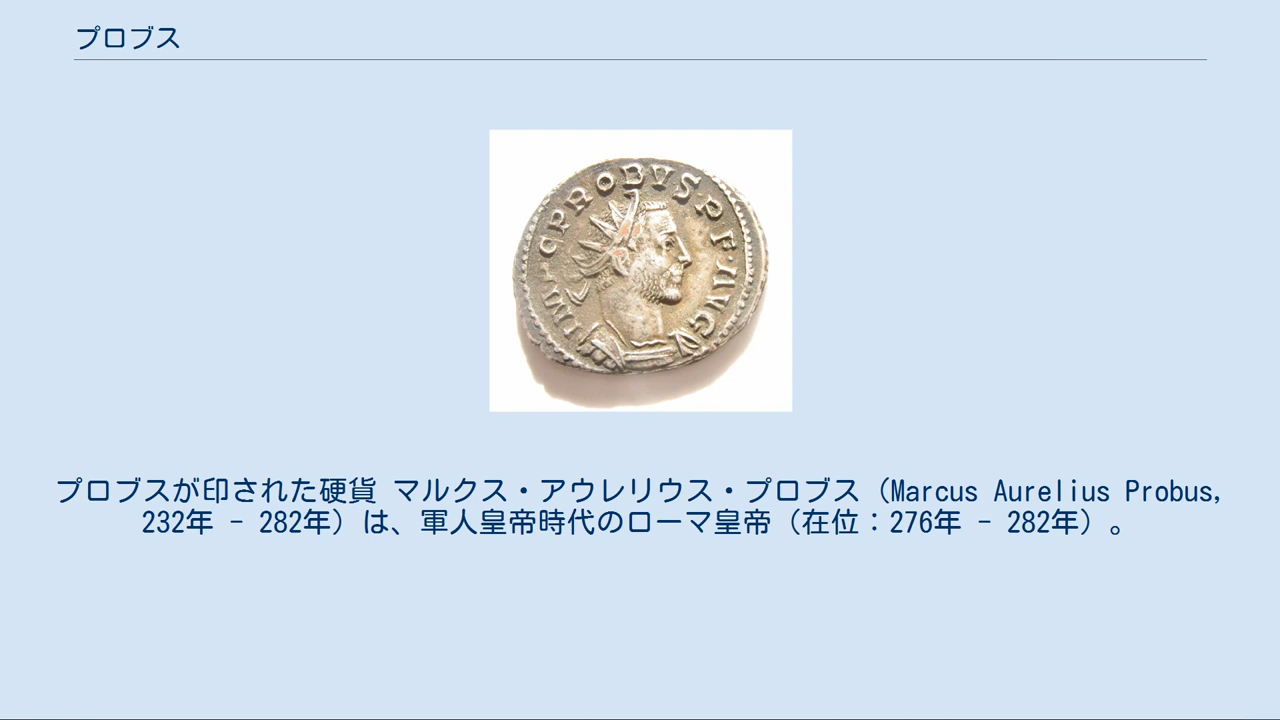 プロブス
IM·CPROBVS·P·F·AVG
プロブスが印された硬貨 マルクス・アウレリウス・プロブス（Marcus Aurelius Probus,
232年 - 282年）は、軍人皇帝時代のローマ皇帝（在位：276年 - 282年）。